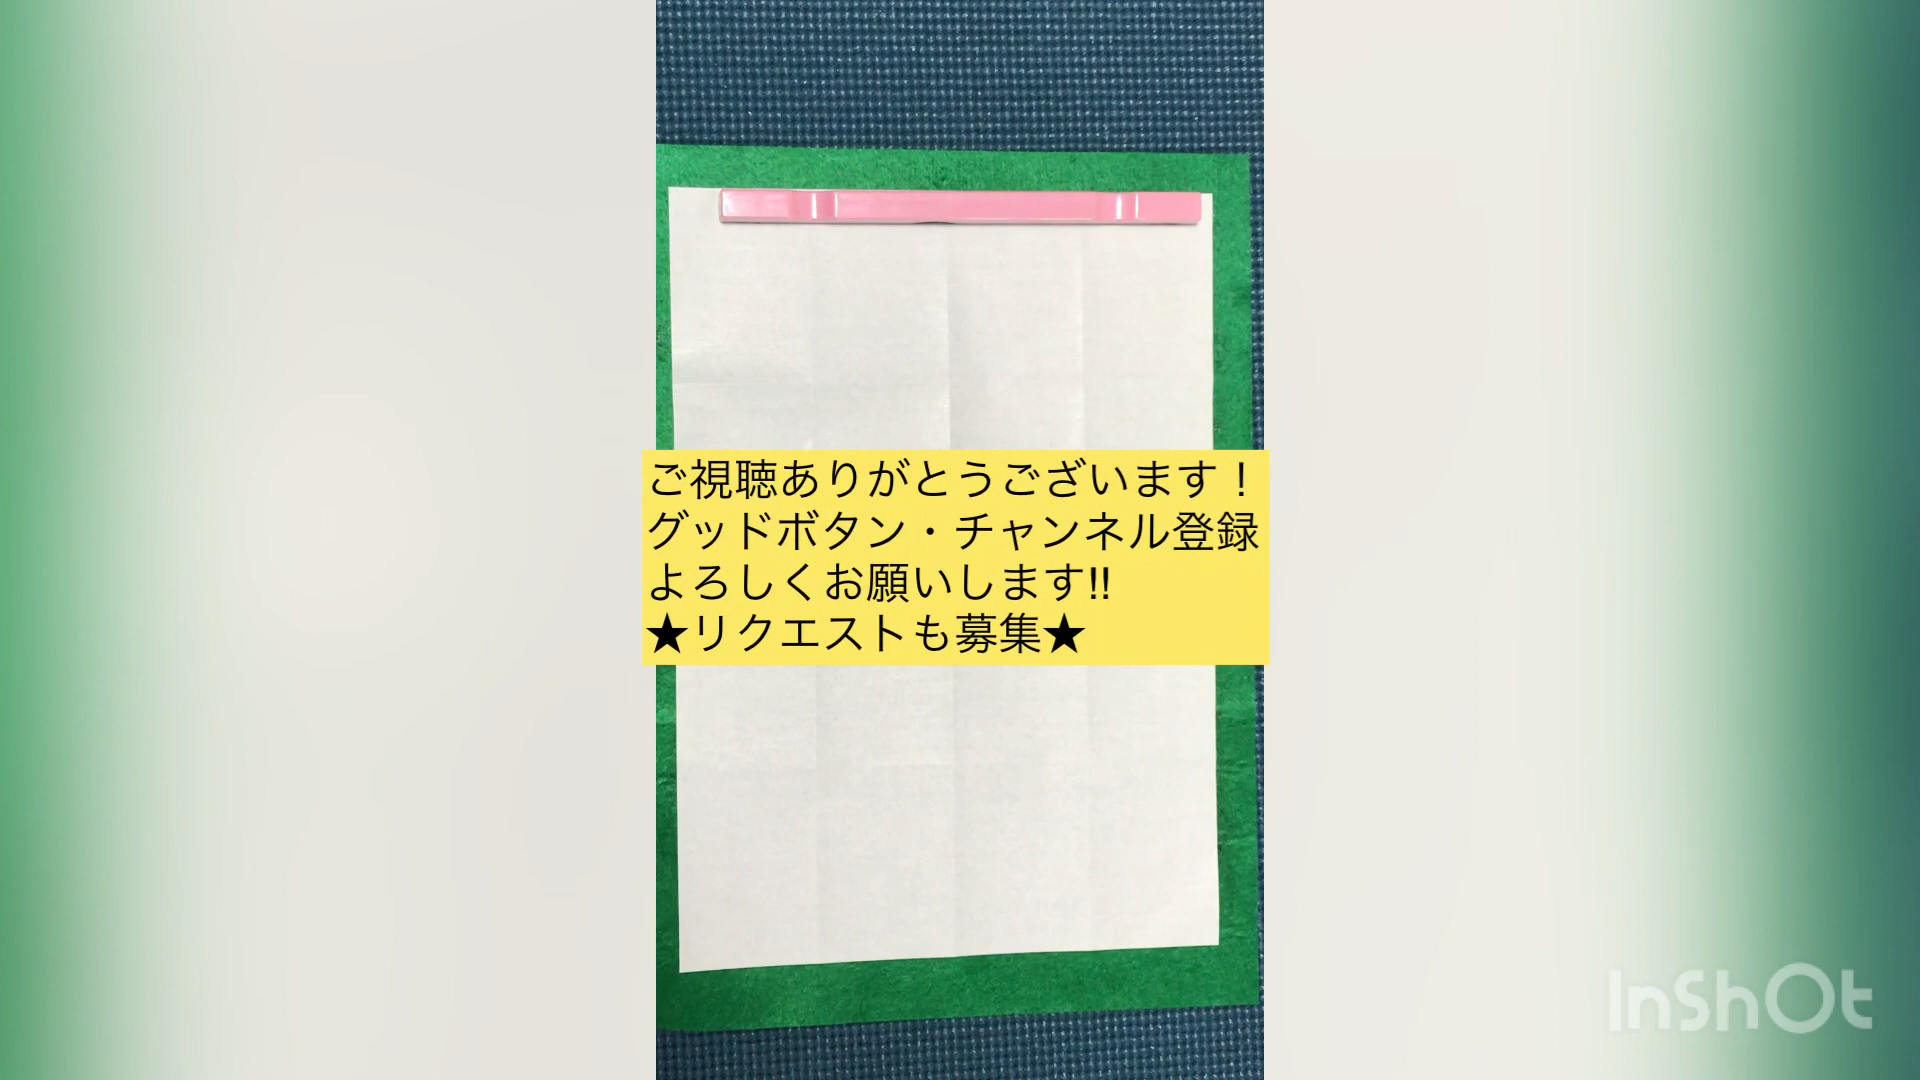 ご視聴ありがとうございます！
グッドボタン・チャンネル登録
よろしくお願いします‼
★リクエストも募集★
InShOt